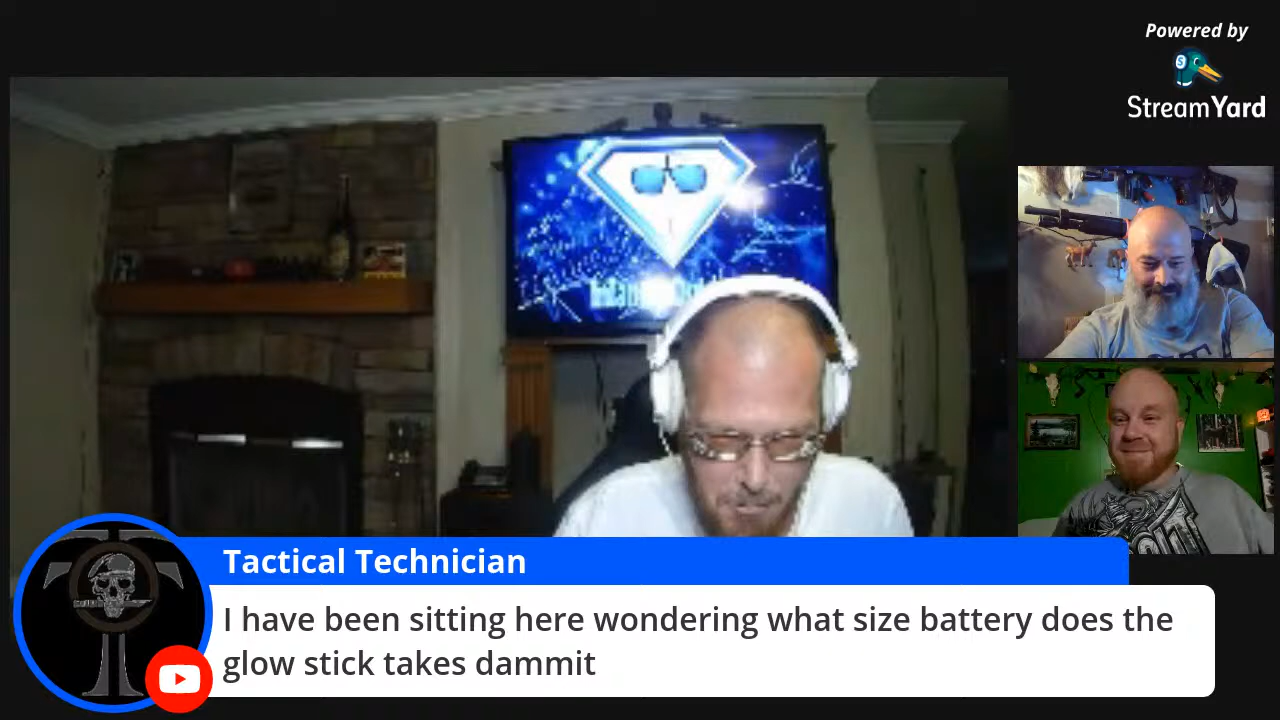 Powered by
StreamYard
Tactical Technician
I have been sitting here wondering what size battery does the
glow stick takes dammit